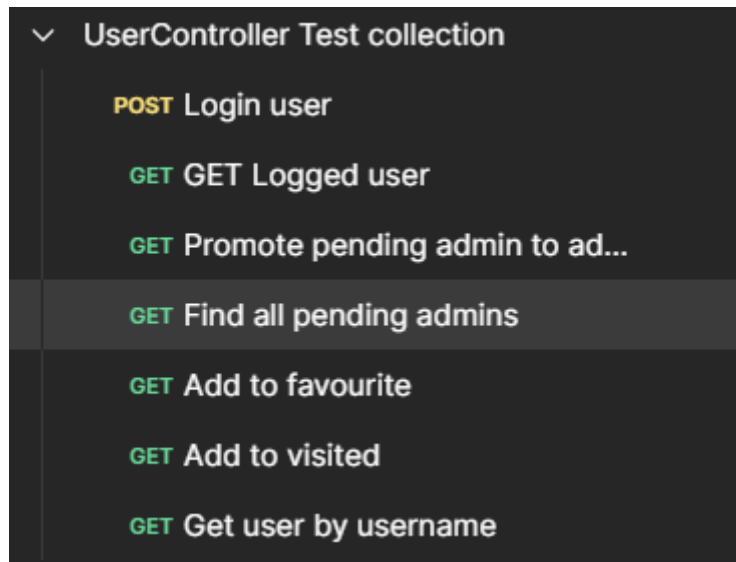 UserController Test collection
POST Login user
GET GET Logged user
GET Promote pending admin to ad...
GET Find all pending admins
GET Add to favourite
GET Add to visited
GET Get user by username